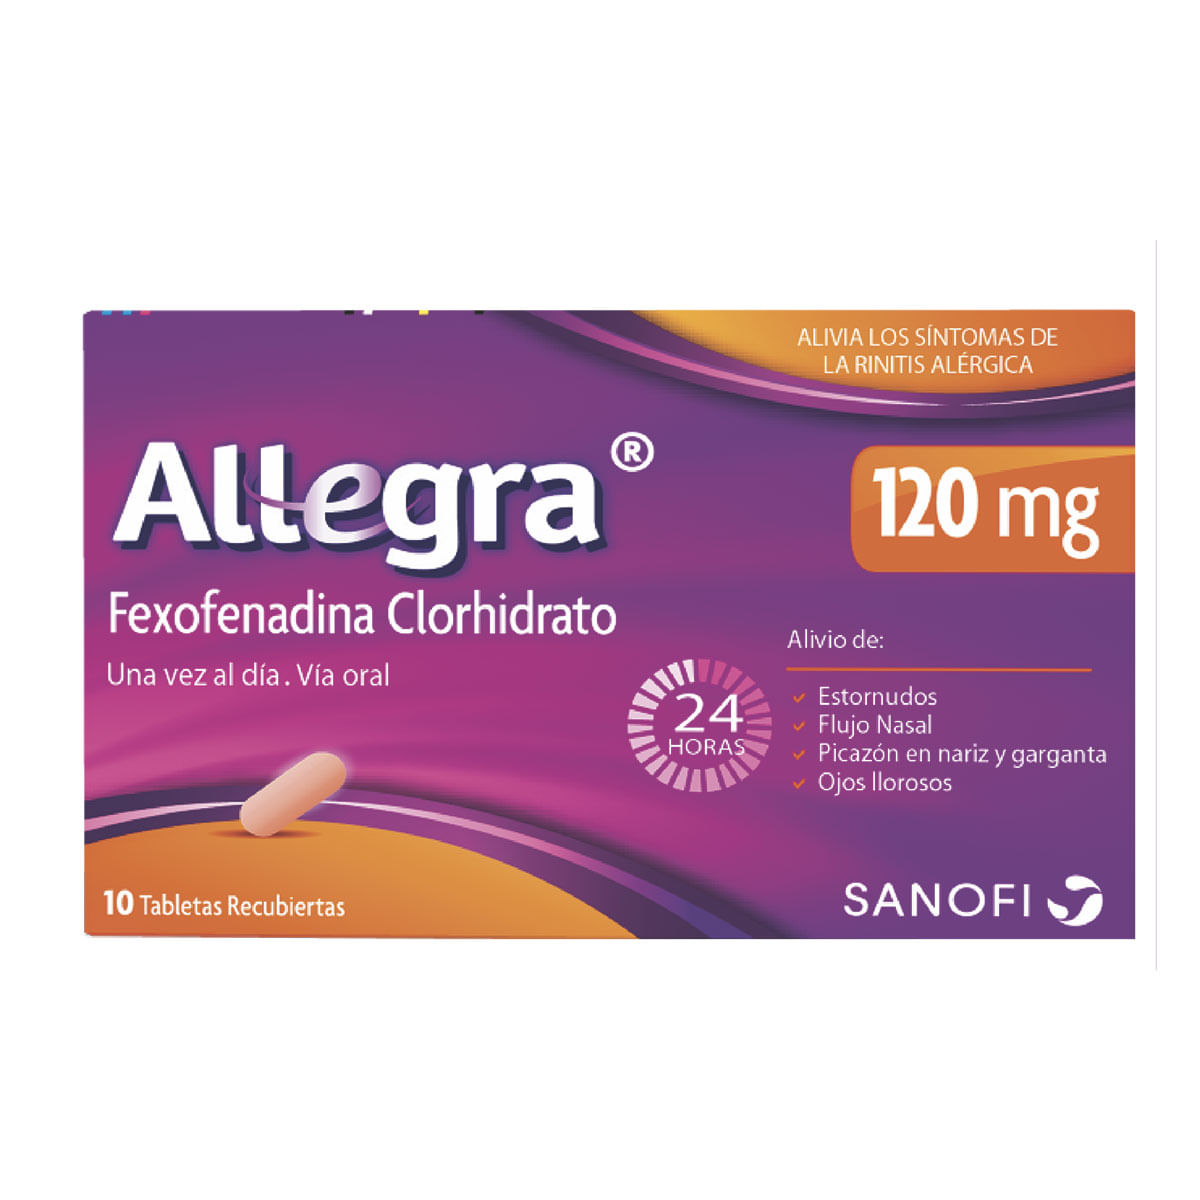 ALIVIA LOS SÍNTOMAS DE
LA RINITIS ALÉRGICA
Allegra®
120 mg
Fexofenadina Clorhidrato
Una vez al día. Vía oral
24
HORAS
Alivio de:
Estornudos
Flujo Nasal
Picazón en nariz y garganta
Ojos llorosos
10 Tabletas Recubiertas
SANOFI